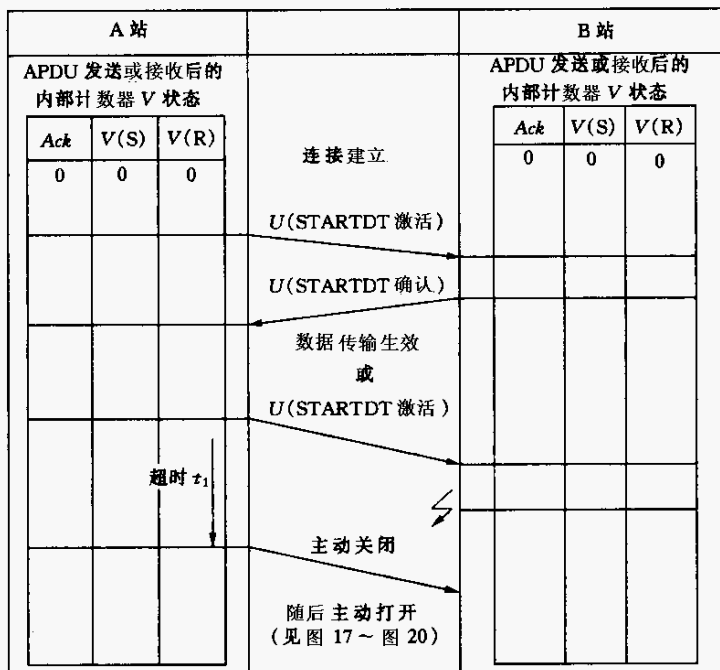 A 站
B 站
APDU 发送或接收后的
内部计数器 V 状态
Ack V(S) V(R)
0 0 0
APDU 发送或接收后的
内部计数器 V 状态
Ack V(S) V(R)
0 0 0
连接建立
U(STARTDT 激活)
U(STARTDT 确认)
数据传输生效
或
U(STARTDT 激活)
超时 t₁
主动关闭
随后主动打开
(见图 17～图 20)